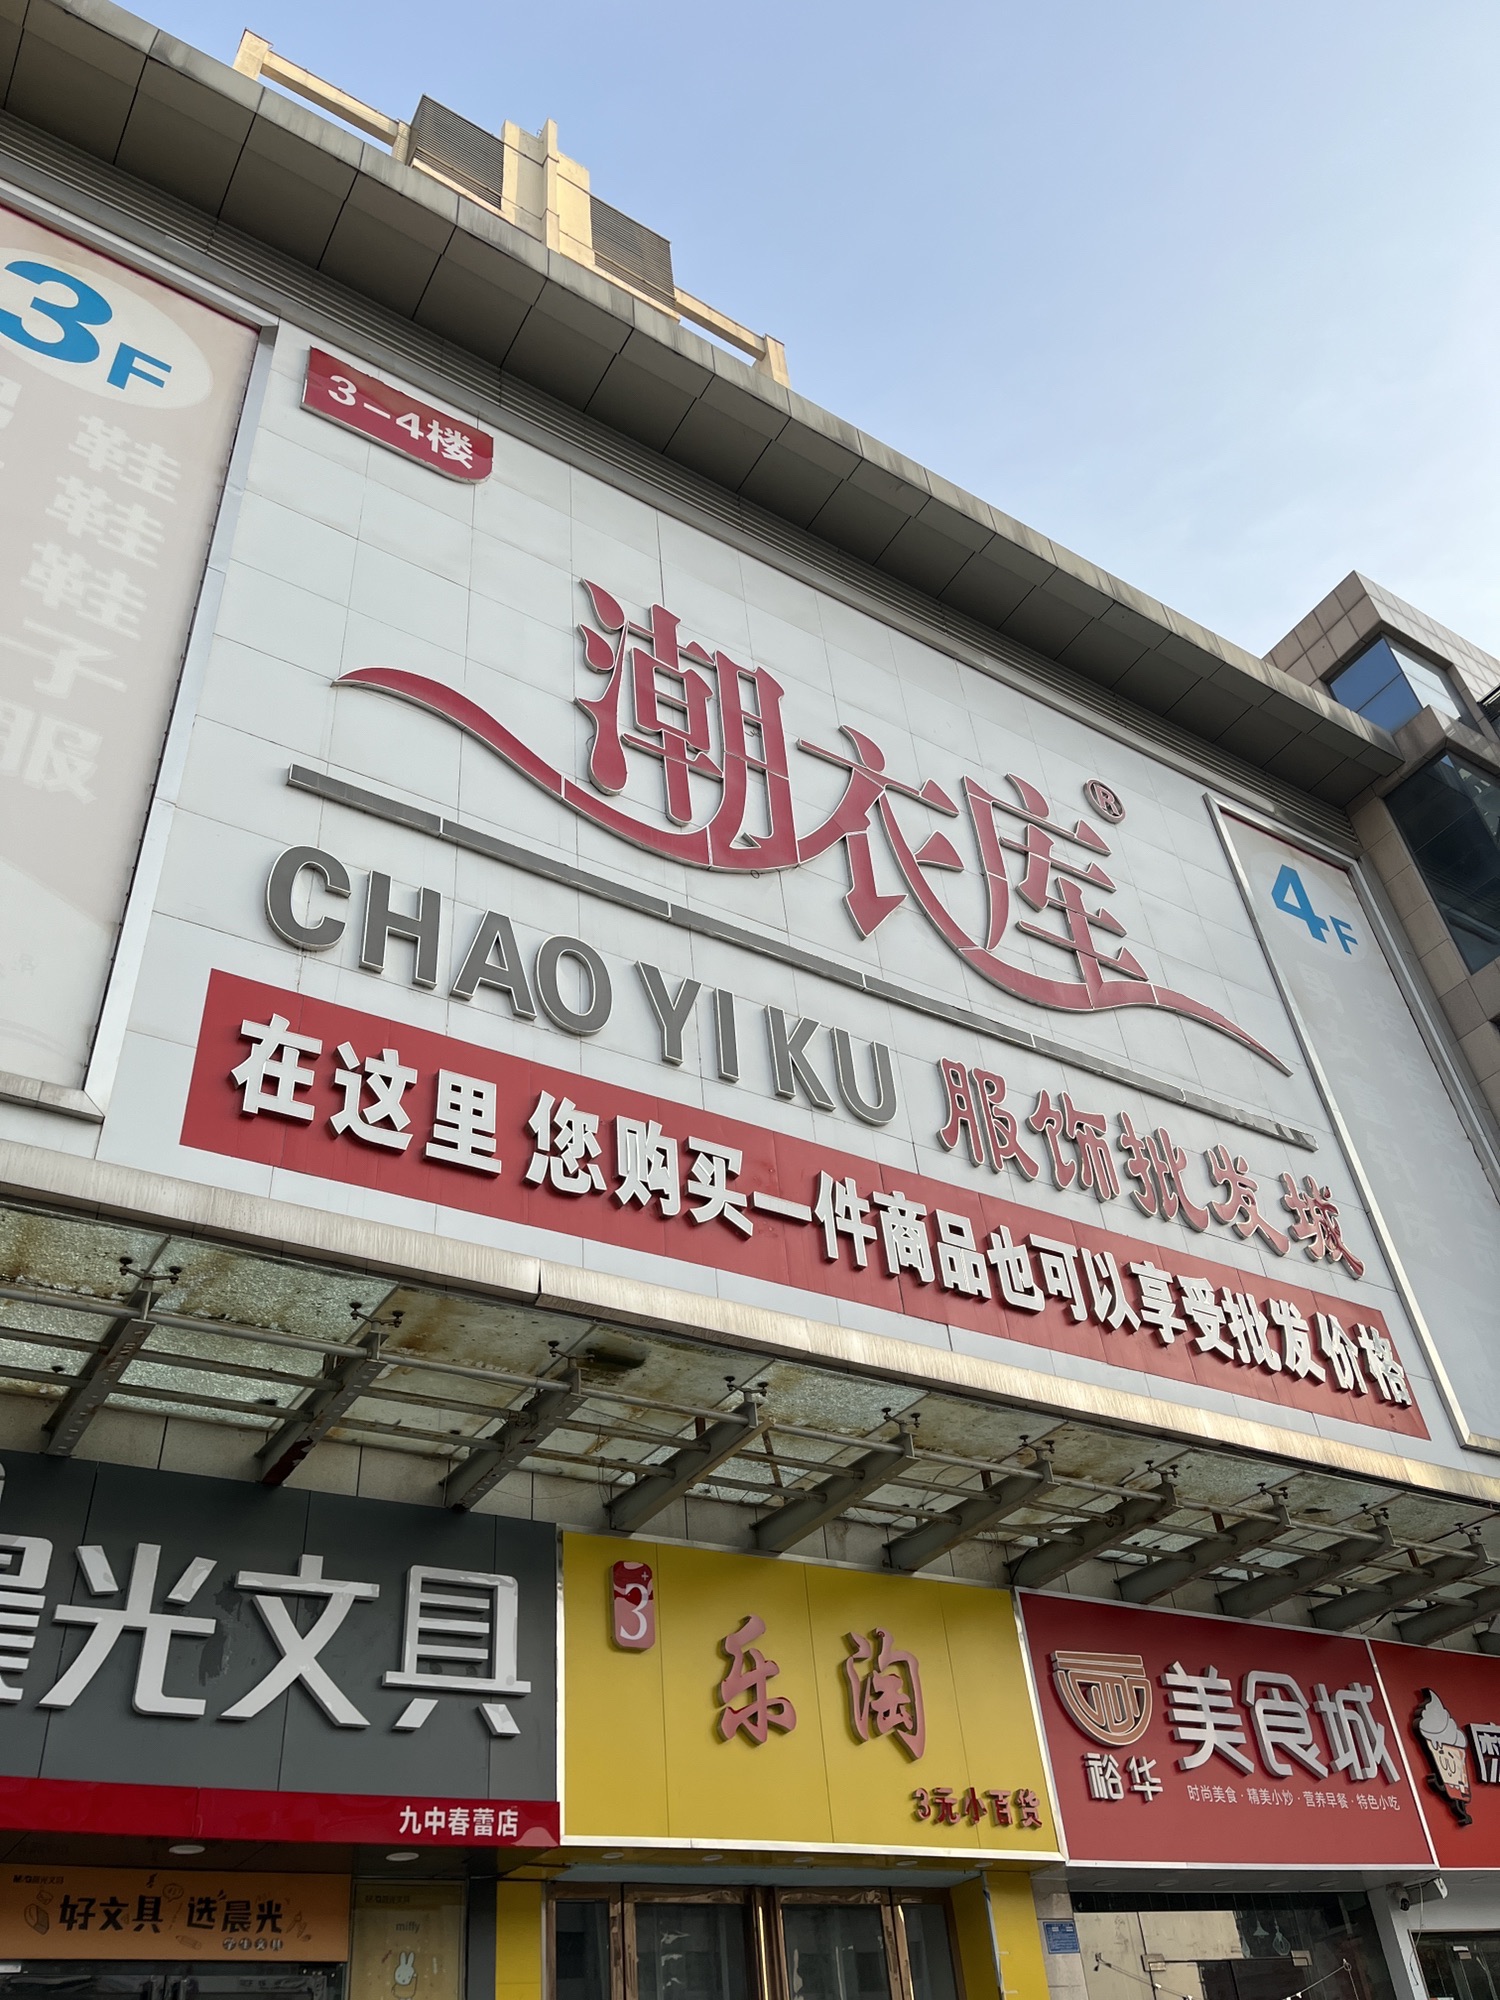 3F
鞋
鞋
鞋
子
服
3-4楼
潮衣库®
CHAO YI KU
服饰批发城
在这里 您购买一件商品也可以享受批发价格
4F
晨光文具
九中春蕾店
好文具 选晨光
miffy
3
乐淘
3元小百货
裕华
美食城
时尚美食·精美小炒·营养早餐·特色小吃